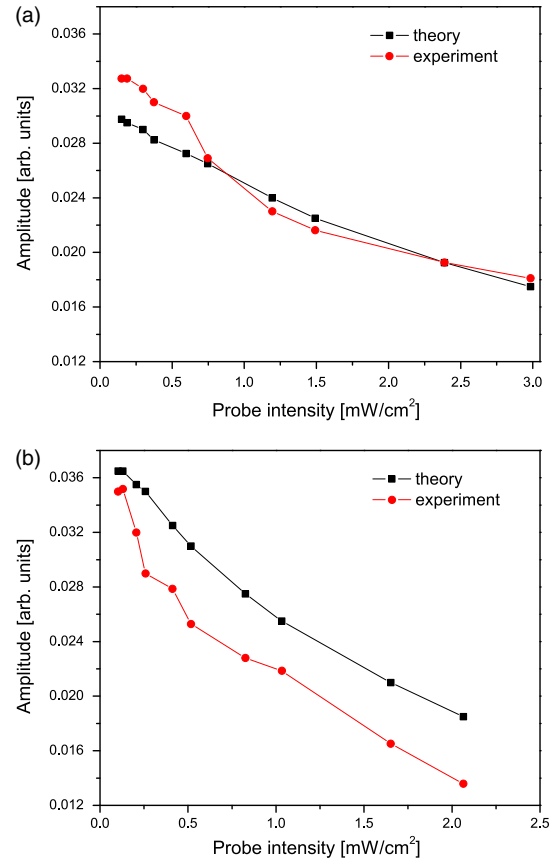 (a)
theory
experiment
Amplitude [arb. units]
0.036
0.032
0.028
0.024
0.020
0.016
0.012
0.0 0.5 1.0 1.5 2.0 2.5 3.0
Probe intensity [mW/cm²]
(b)
theory
experiment
Amplitude [arb. units]
0.036
0.032
0.028
0.024
0.020
0.016
0.012
0.0 0.5 1.0 1.5 2.0 2.5
Probe intensity [mW/cm²]